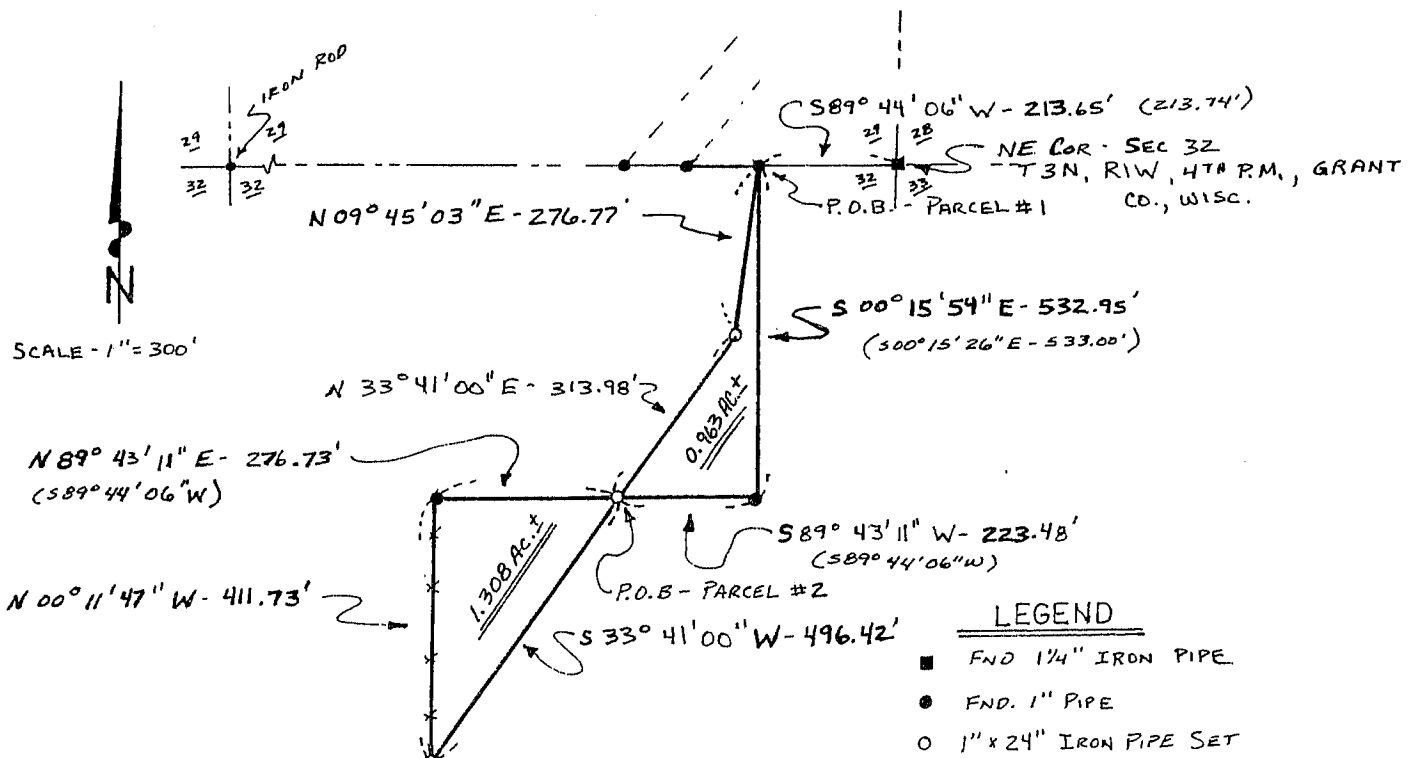 IRON ROD
29
29
32
32
S89° 44' 06" W - 213.65' (213.74')
29
28
32
33
NE COR - SEC 32
T3N, R1W, 4TH P.M., GRANT
CO., WISC.
P.O.B. - PARCEL #1
N 09° 45' 03" E - 276.77'
N
SCALE - 1" = 300'
S 00° 15' 54" E - 532.95'
(S00° 15' 26" E - 533.00')
N 33° 41' 00" E - 313.98'
0.963 AC.±
N 89° 43' 11" E - 276.73'
(S89° 44' 06" W)
S 89° 43' 11" W - 223.48'
(S89° 44' 06" W)
1.308 AC.±
P.O.B - PARCEL #2
N 00° 11' 47" W - 411.73'
S 33° 41' 00" W - 496.42'
LEGEND
■ FND 1¼" IRON PIPE
● FND. 1" PIPE
○ 1" x 24" IRON PIPE SET